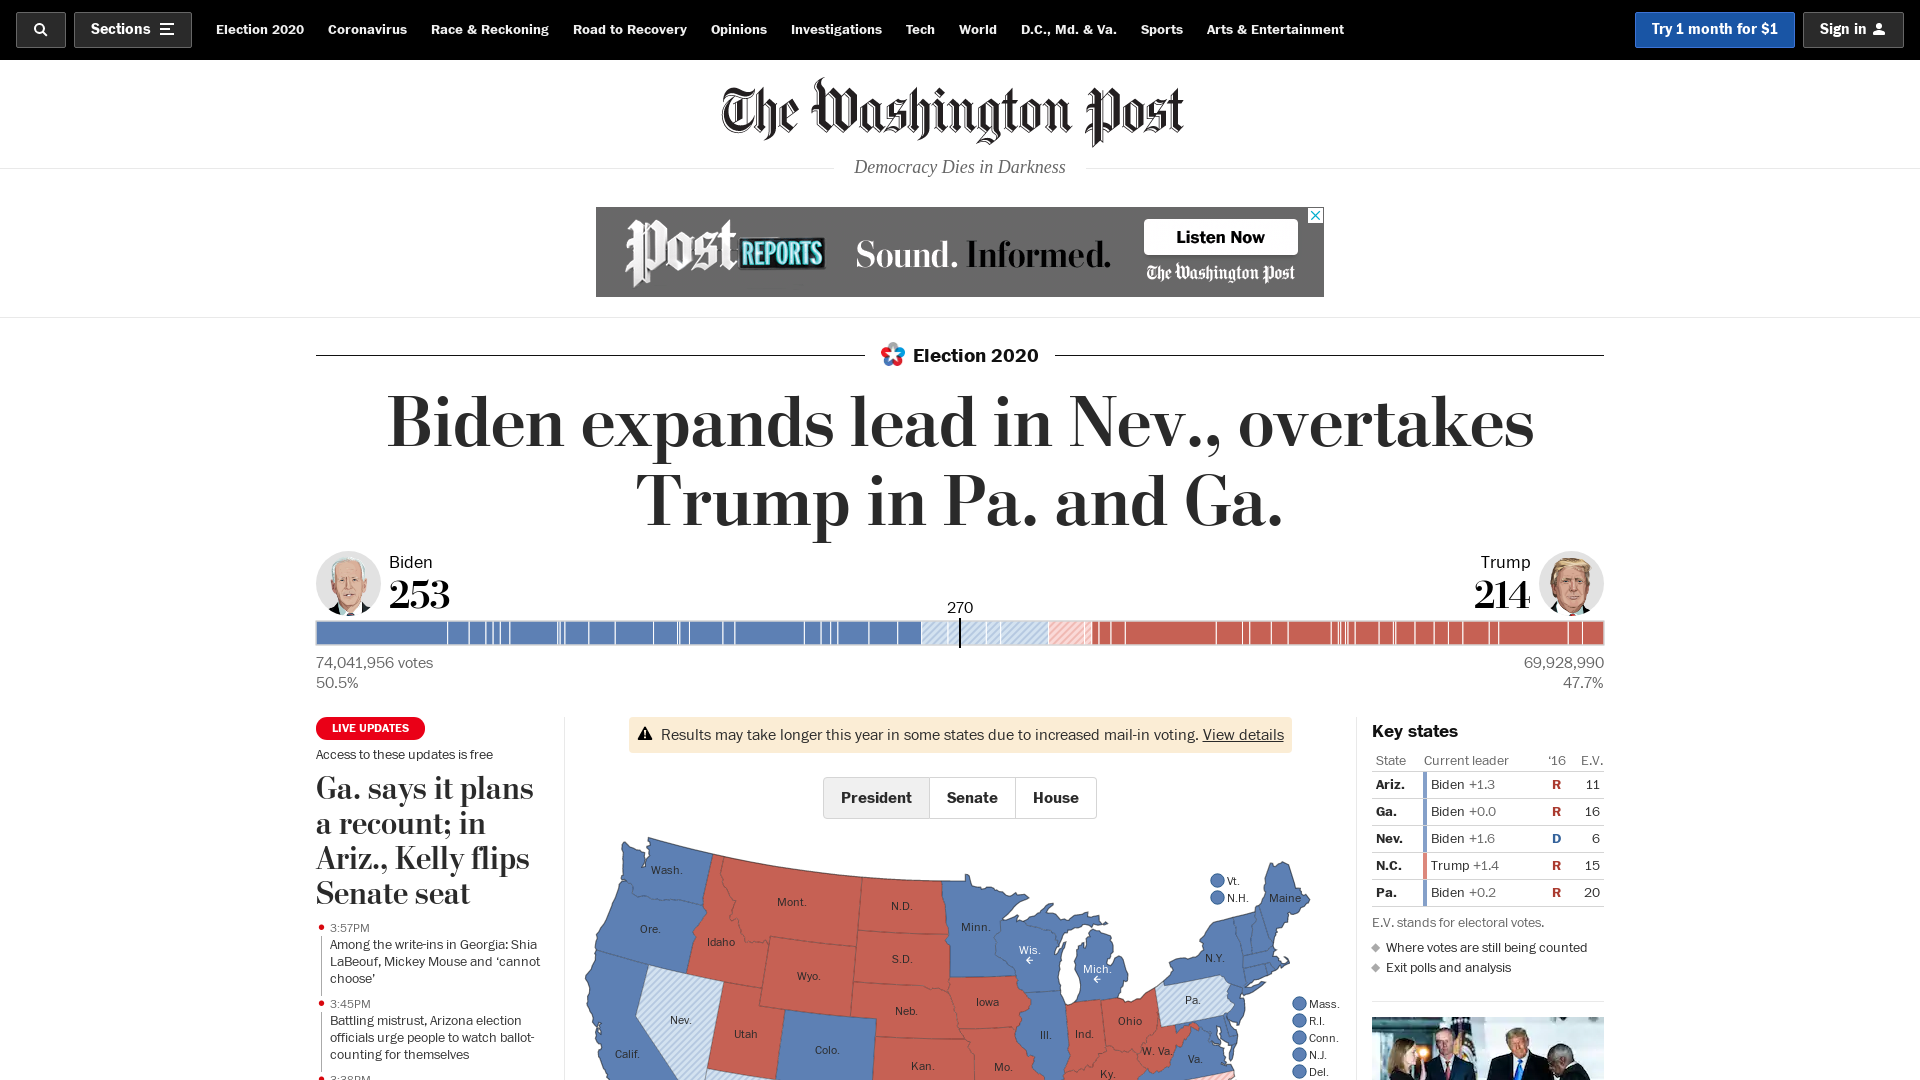 Sections
Election 2020
Coronavirus
Race & Reckoning
Road to Recovery
Opinions
Investigations
Tech
World
D.C., Md. & Va.
Sports
Arts & Entertainment
Try 1 month for $1
Sign in
The Washington Post
Democracy Dies in Darkness
Post REPORTS
Sound. Informed.
Listen Now
The Washington Post
Election 2020
Biden expands lead in Nev., overtakes
Trump in Pa. and Ga.
Biden
253
Trump
214
270
74,041,956 votes
50.5%
69,928,990
47.7%
LIVE UPDATES
Access to these updates is free
Ga. says it plans
a recount; in
Ariz., Kelly flips
Senate seat
3:57PM
Among the write-ins in Georgia: Shia
LaBeouf, Mickey Mouse and ‘cannot
choose’
3:45PM
Battling mistrust, Arizona election
officials urge people to watch ballot-
counting for themselves
3:38PM
Results may take longer this year in some states due to increased mail-in voting. View details
President
Senate
House
Wash.
Mont.
N.D.
Minn.
Vt.
N.H.
Maine
Ore.
Idaho
Wyo.
S.D.
Wis.
Mich.
N.Y.
Nev.
Utah
Neb.
Iowa
Pa.
Calif.
Colo.
Kan.
Mo.
Ill.
Ind.
Ohio
W. Va.
Va.
Ky.
Mass.
R.I.
Conn.
N.J.
Del.
Key states
State Current leader ‘16 E.V.
Ariz. Biden +1.3 R 11
Ga. Biden +0.0 R 16
Nev. Biden +1.6 D 6
N.C. Trump +1.4 R 15
Pa. Biden +0.2 R 20
E.V. stands for electoral votes.
Where votes are still being counted
Exit polls and analysis